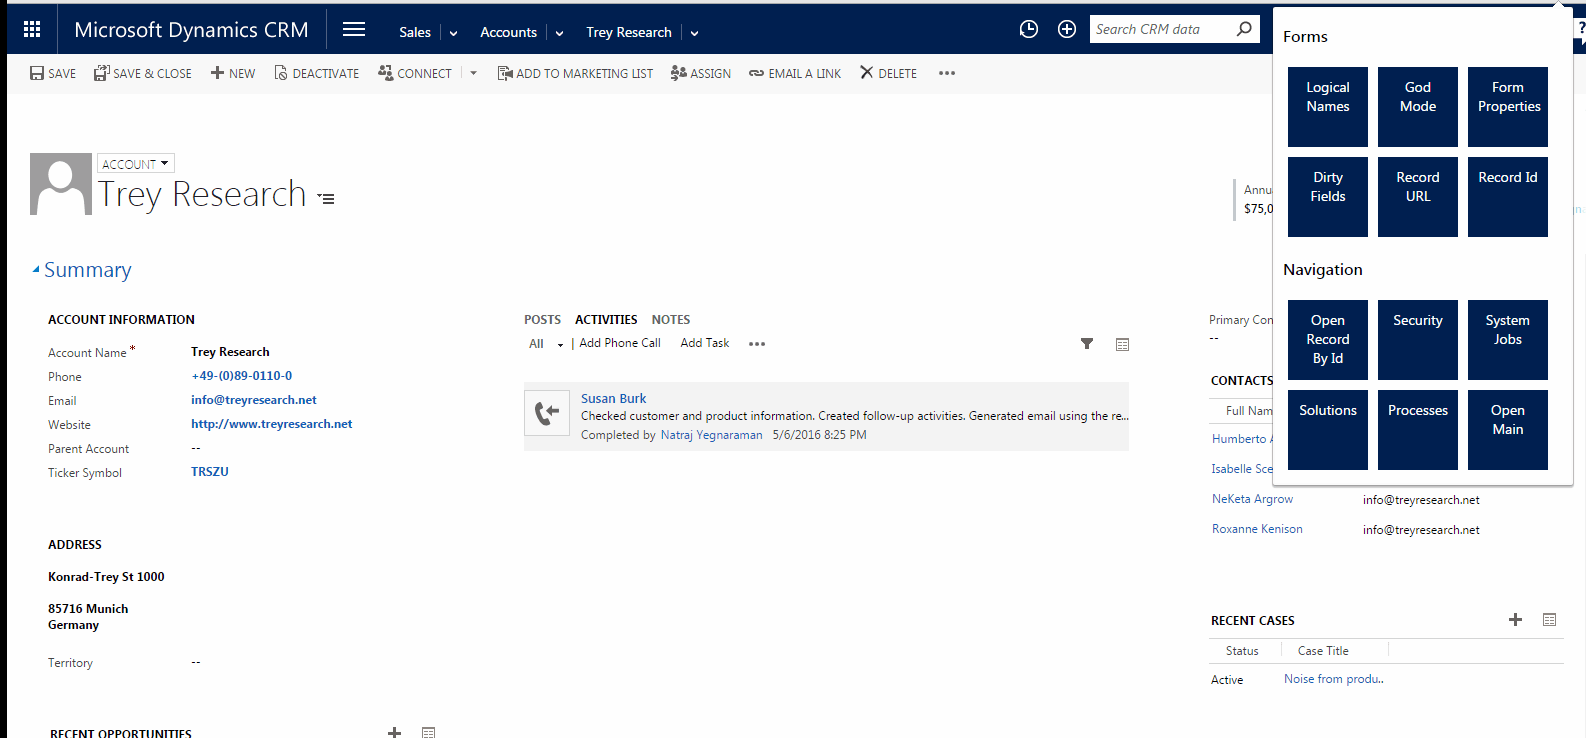 Microsoft Dynamics CRM
Sales
Accounts
Trey Research
Search CRM data
?
SAVE
SAVE & CLOSE
NEW
DEACTIVATE
CONNECT
ADD TO MARKETING LIST
ASSIGN
EMAIL A LINK
DELETE
Forms
Logical
Names
God
Mode
Form
Properties
Dirty
Fields
Record
URL
Record Id
Navigation
Open
Record
By Id
Security
System
Jobs
Solutions
Processes
Open
Main
ACCOUNT
Trey Research
Annu
$75,0
Summary
ACCOUNT INFORMATION
Account Name *
Trey Research
Phone
+49-(0)89-0110-0
Email
info@treyresearch.net
Website
http://www.treyresearch.net
Parent Account
--
Ticker Symbol
TRSZU
ADDRESS
Konrad-Trey St 1000
85716 Munich
Germany
Territory
--
RECENT OPPORTUNITIES
POSTS ACTIVITIES NOTES
All | Add Phone Call Add Task
Susan Burk
Checked customer and product information. Created follow-up activities. Generated email using the re...
Completed by Natraj Yegnaraman 5/6/2016 8:25 PM
Primary Con
--
CONTACTS
Full Nam
Humberto A
Isabelle Sce
NeKeta Argrow
info@treyresearch.net
Roxanne Kenison
info@treyresearch.net
RECENT CASES
Status
Case Title
Active
Noise from produ..